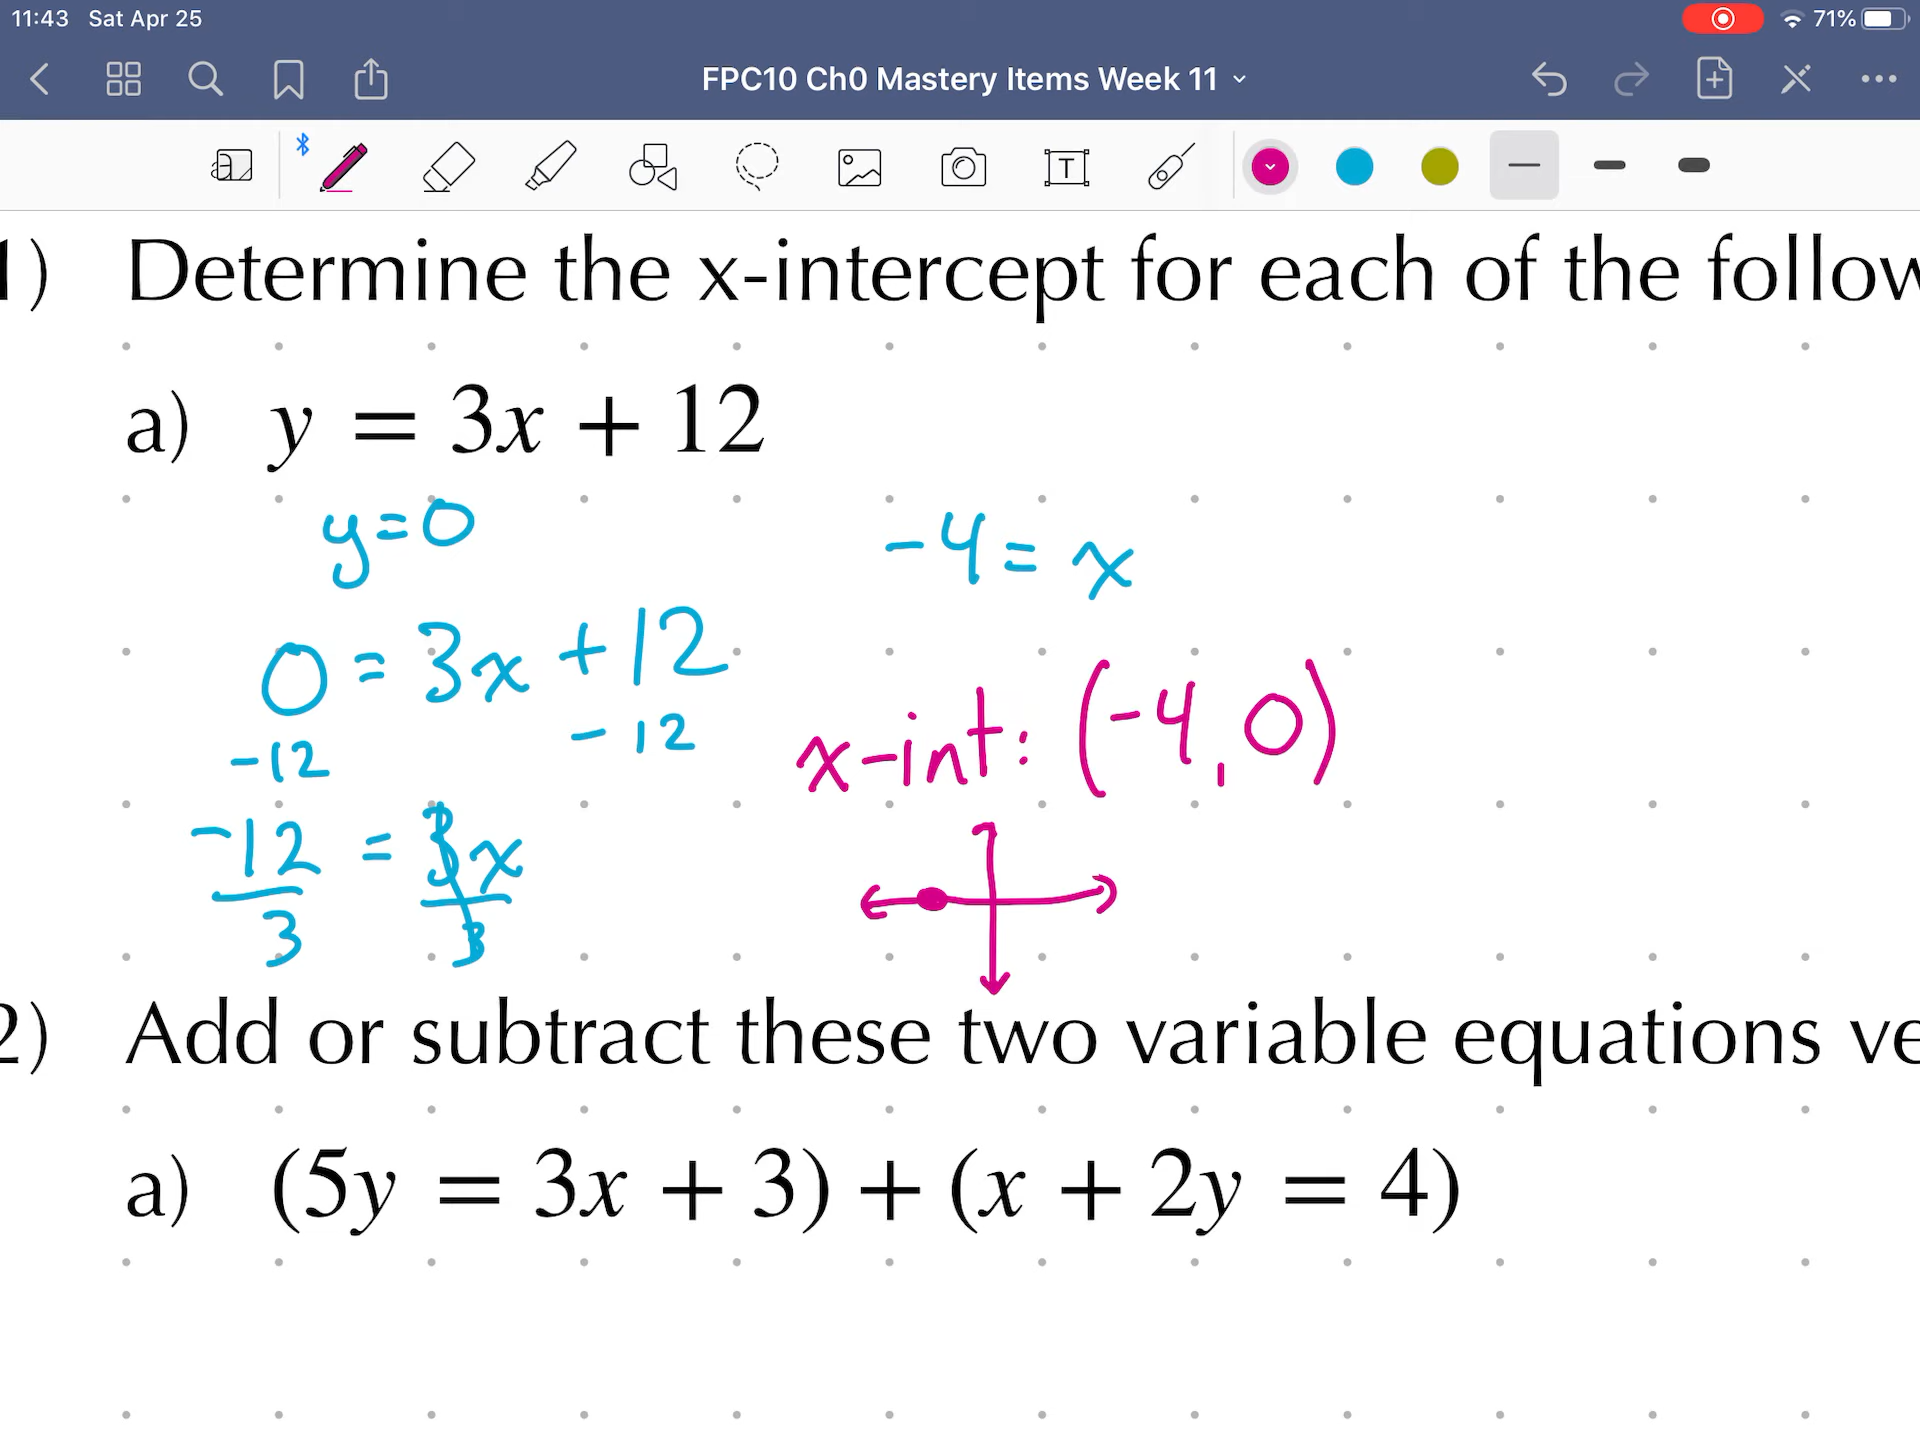 11:43 Sat Apr 25 71%
FPC10 Ch0 Mastery Items Week 11
1) Determine the x-intercept for each of the follow
a) y = 3x + 12
y=0
-4= x
0 = 3x +12
-12 - 12
x-int: (-4,0)
-12 = 3x
3 3
2) Add or subtract these two variable equations ve
a) (5y = 3x + 3) + (x + 2y = 4)